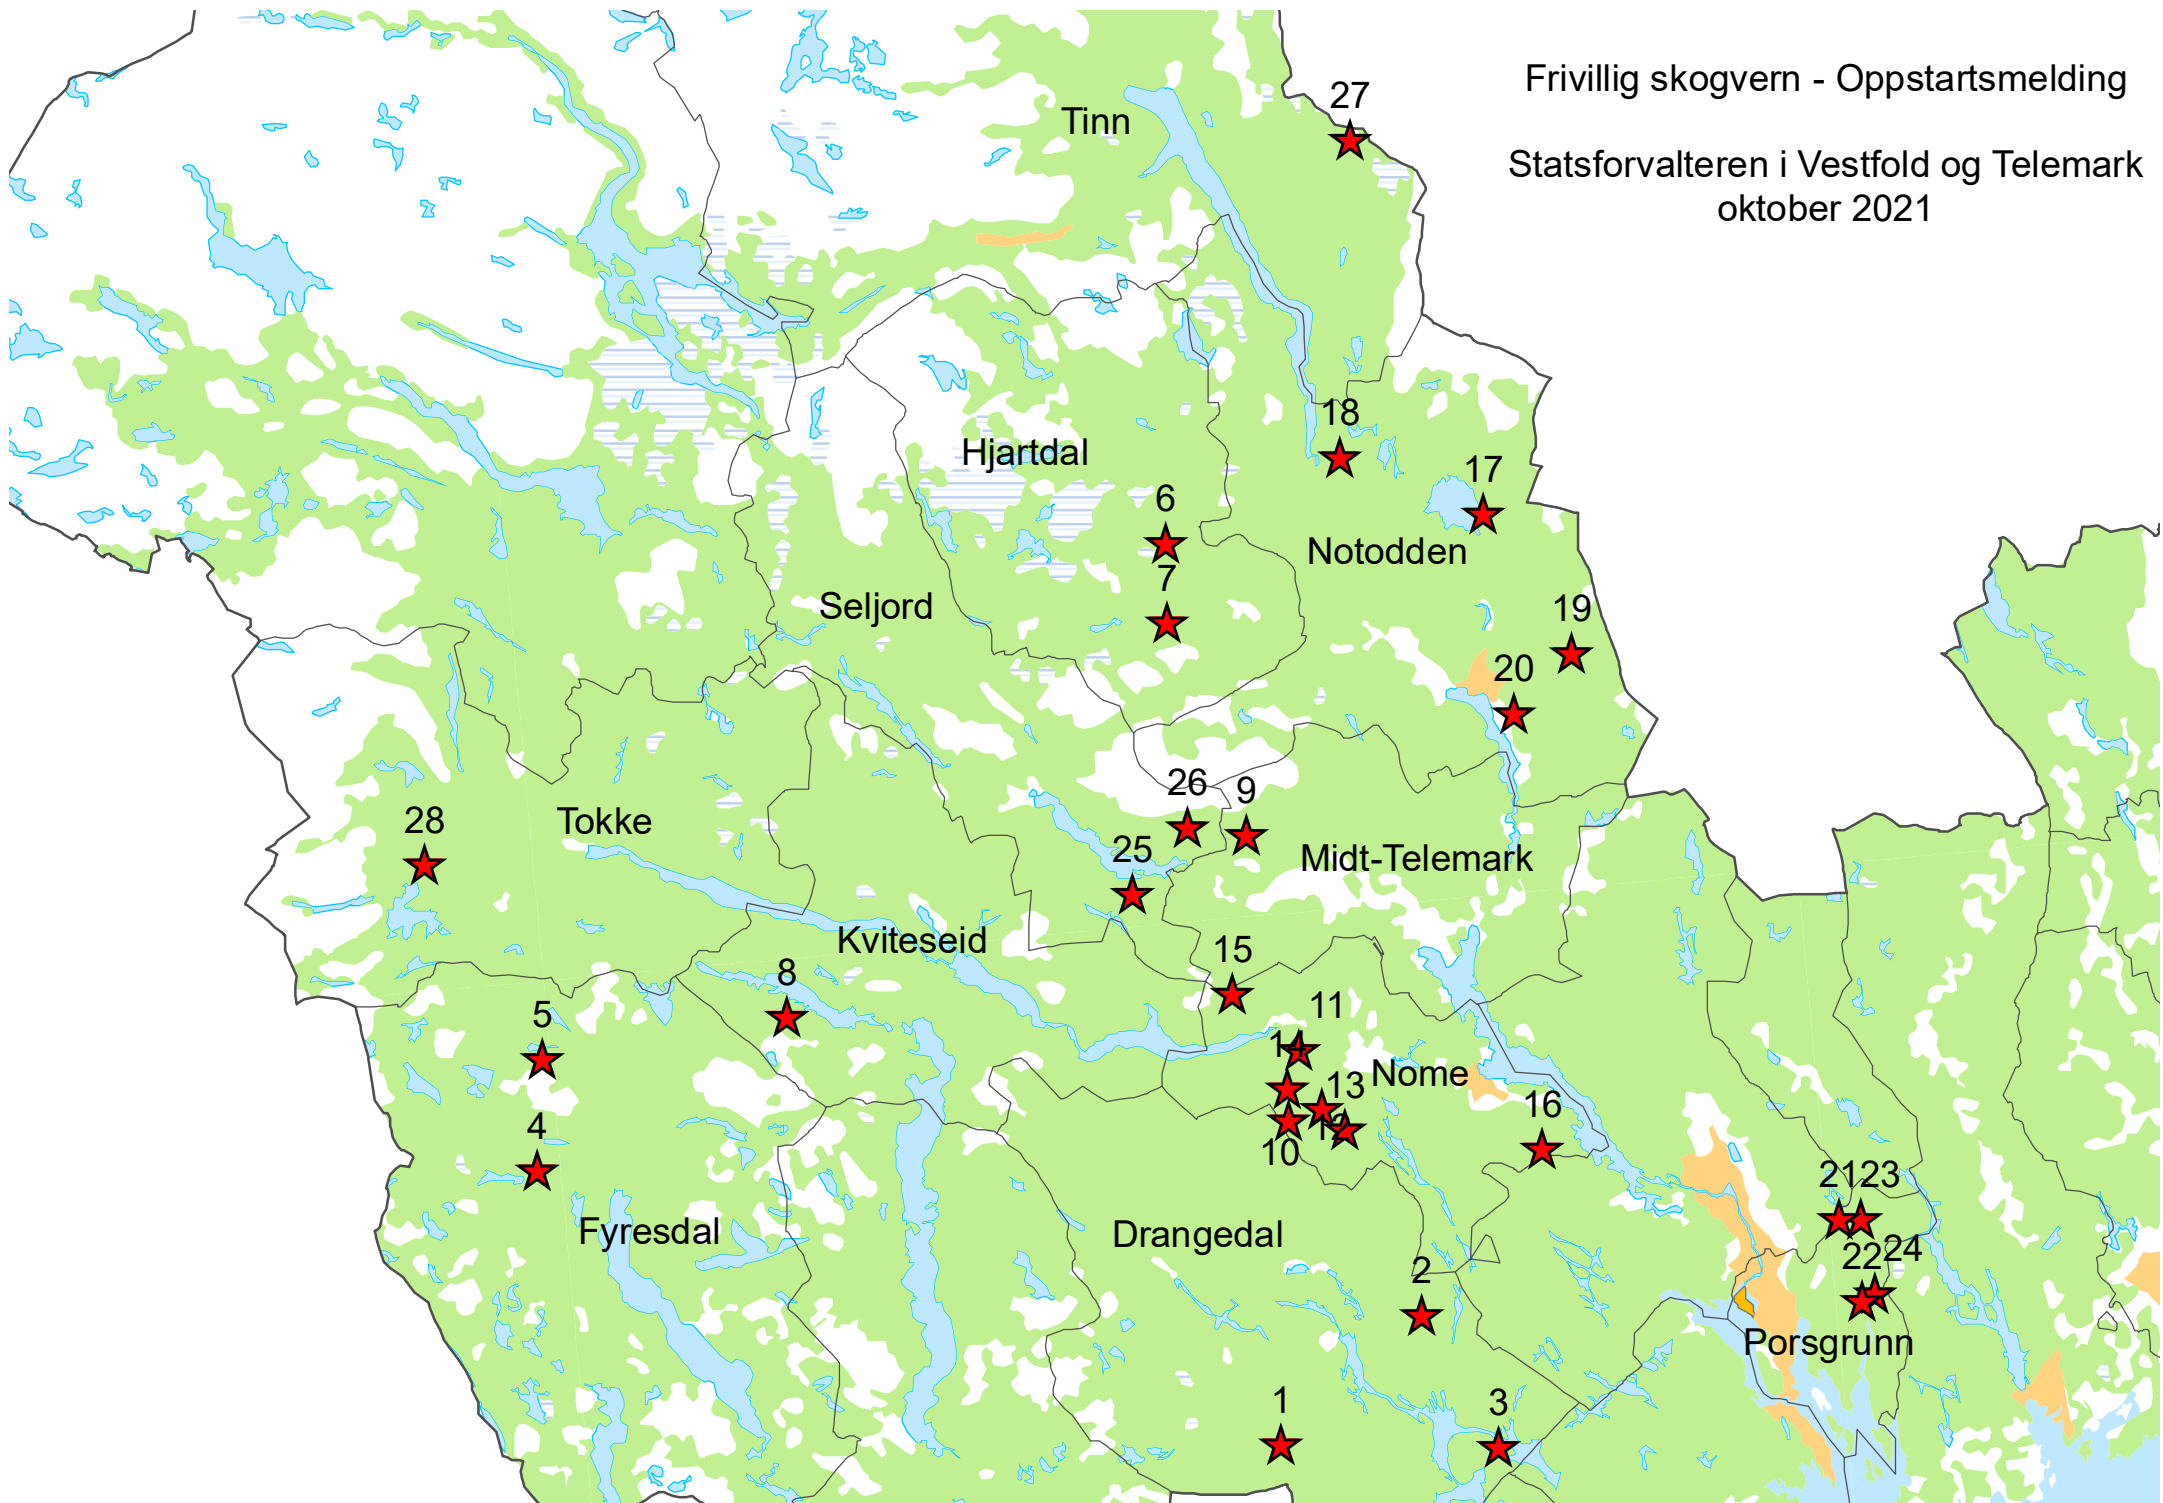 Frivillig skogvern - Oppstartsmelding
27
Tinn
Statsforvalteren i Vestfold og Telemark
oktober 2021
18
Hjartdal
17
6
Notodden
7
Seljord
19
20
26
9
28
Tokke
25
Midt-Telemark
Kviteseid
15
8
11
5
14
Nome
13
16
12
4
10
21
23
Fyresdal
Drangedal
22
24
2
Porsgrunn
1
3